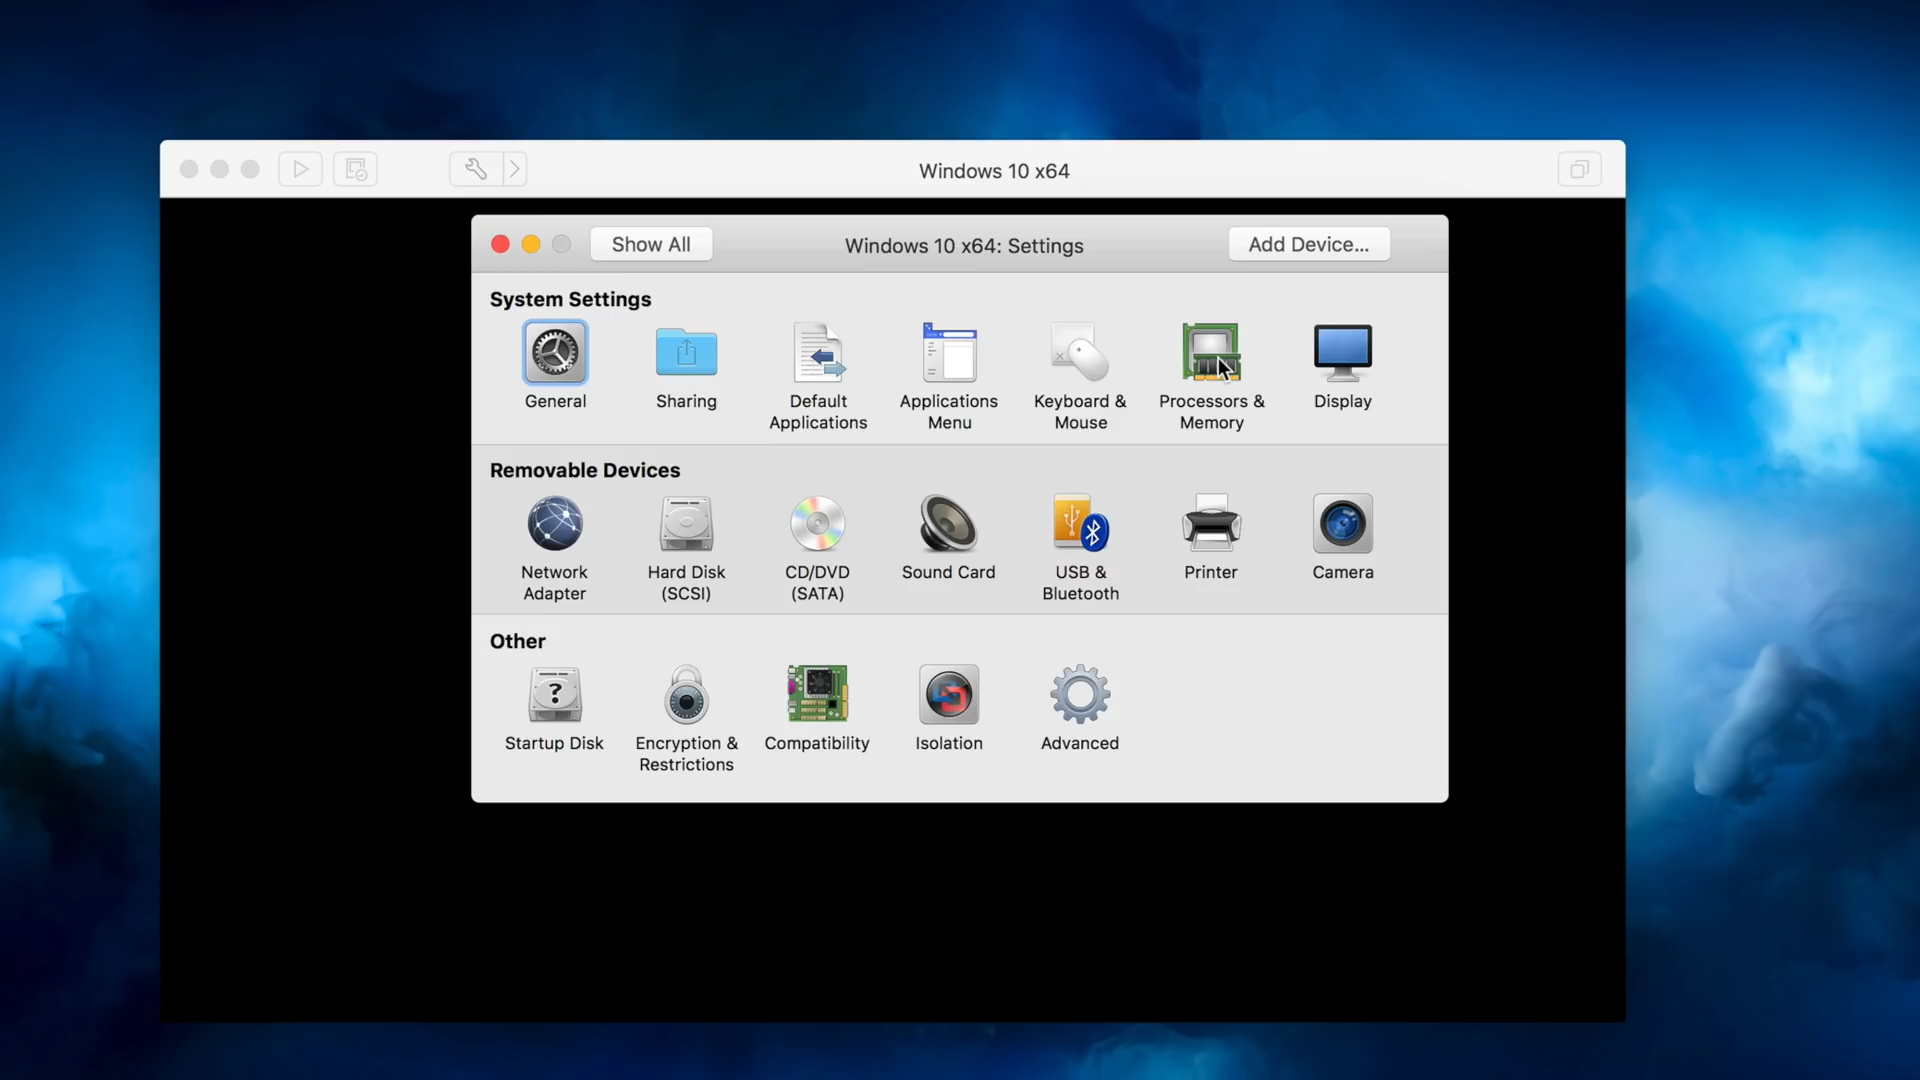 Windows 10 x64
Show All
Windows 10 x64: Settings
Add Device...
System Settings
General
Sharing
Default
Applications
Applications
Menu
Keyboard &
Mouse
Processors &
Memory
Display
Removable Devices
Network
Adapter
Hard Disk
(SCSI)
CD/DVD
(SATA)
Sound Card
USB &
Bluetooth
Printer
Camera
Other
Startup Disk
Encryption &
Restrictions
Compatibility
Isolation
Advanced